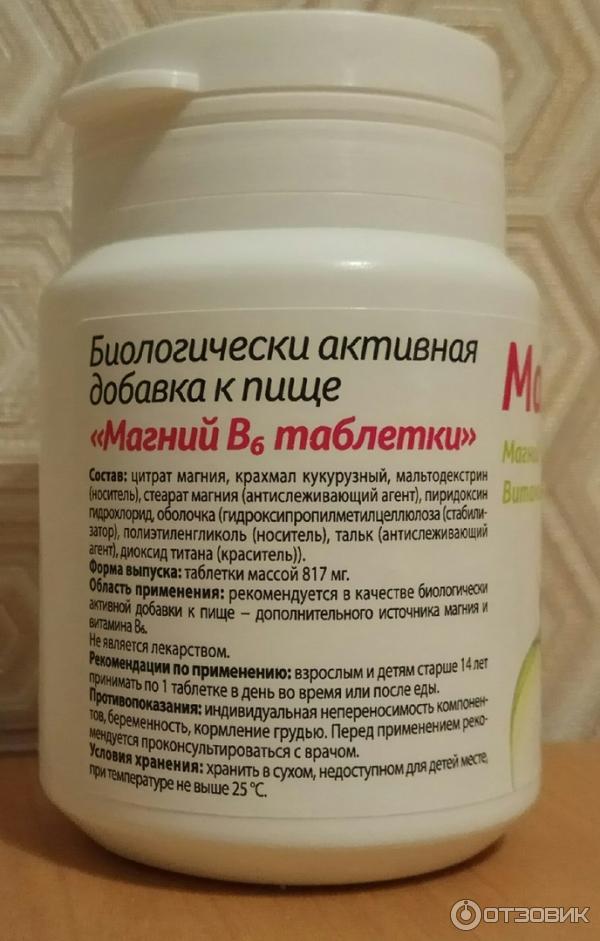 Биологически активная
добавка к пище
«Магний B₆ таблетки»
Состав: цитрат магния, крахмал кукурузный, мальтодекстрин
(носитель), стеарат магния (антислеживающий агент), пиридоксин
гидрохлорид, оболочка (гидроксипропилметилцеллюлоза (стабили-
затор), полиэтиленгликоль (носитель), тальк (антислеживающий
агент), диоксид титана (краситель)).
Форма выпуска: таблетки массой 817 мг.
Область применения: рекомендуется в качестве биологически
активной добавки к пище – дополнительного источника магния и
витамина B₆.
Не является лекарством.
Рекомендации по применению: взрослым и детям старше 14 лет
принимать по 1 таблетке в день во время или после еды.
Противопоказания: индивидуальная непереносимость компонен-
тов, беременность, кормление грудью. Перед применением реко-
мендуется проконсультироваться с врачом.
Условия хранения: хранить в сухом, недоступном для детей месте,
при температуре не выше 25 °C.
Ма
Магний
Вита
ОТЗОВИК